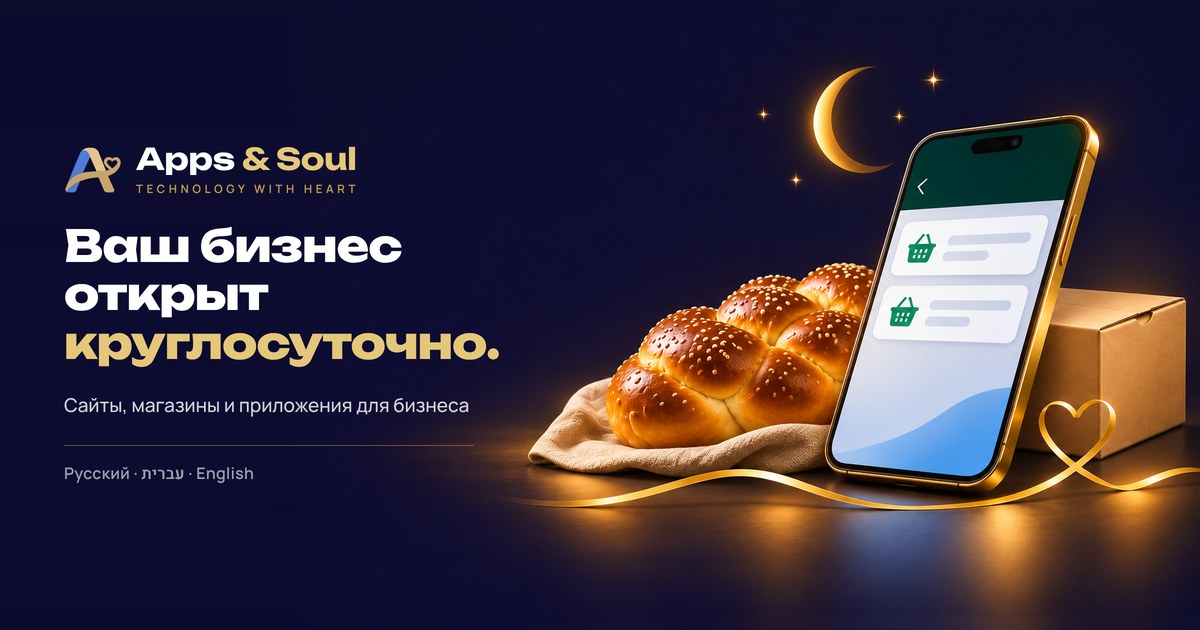 Apps & Soul
TECHNOLOGY WITH HEART
Ваш бизнес
открыт
круглосуточно.
Сайты, магазины и приложения для бизнеса
Русский · עברית · English